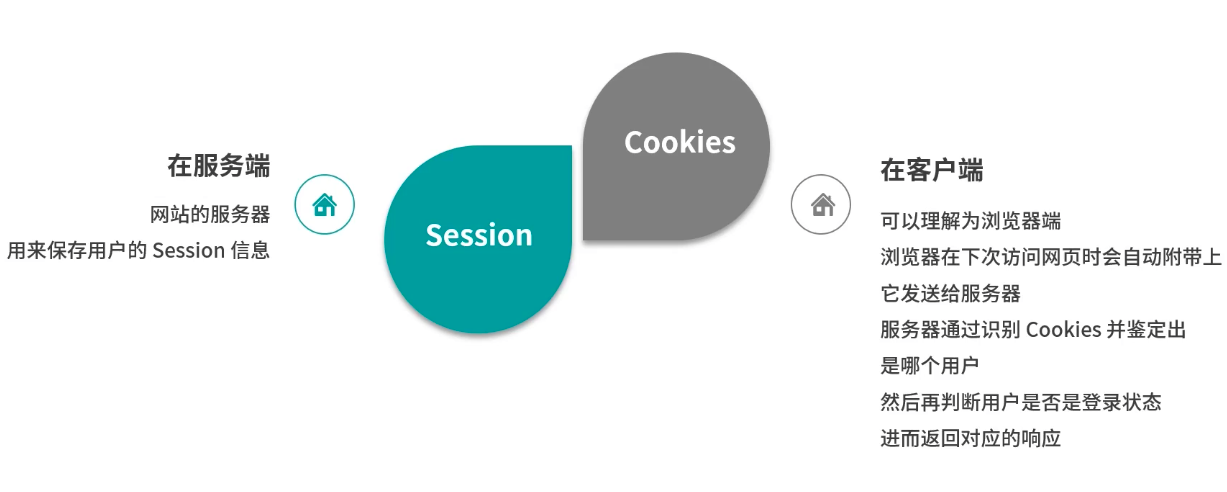 在服务端
网站的服务器
用来保存用户的 Session 信息
Session
Cookies
在客户端
可以理解为浏览器端
浏览器在下次访问网页时会自动附带上
它发送给服务器
服务器通过识别 Cookies 并鉴定出
是哪个用户
然后再判断用户是否是登录状态
进而返回对应的响应